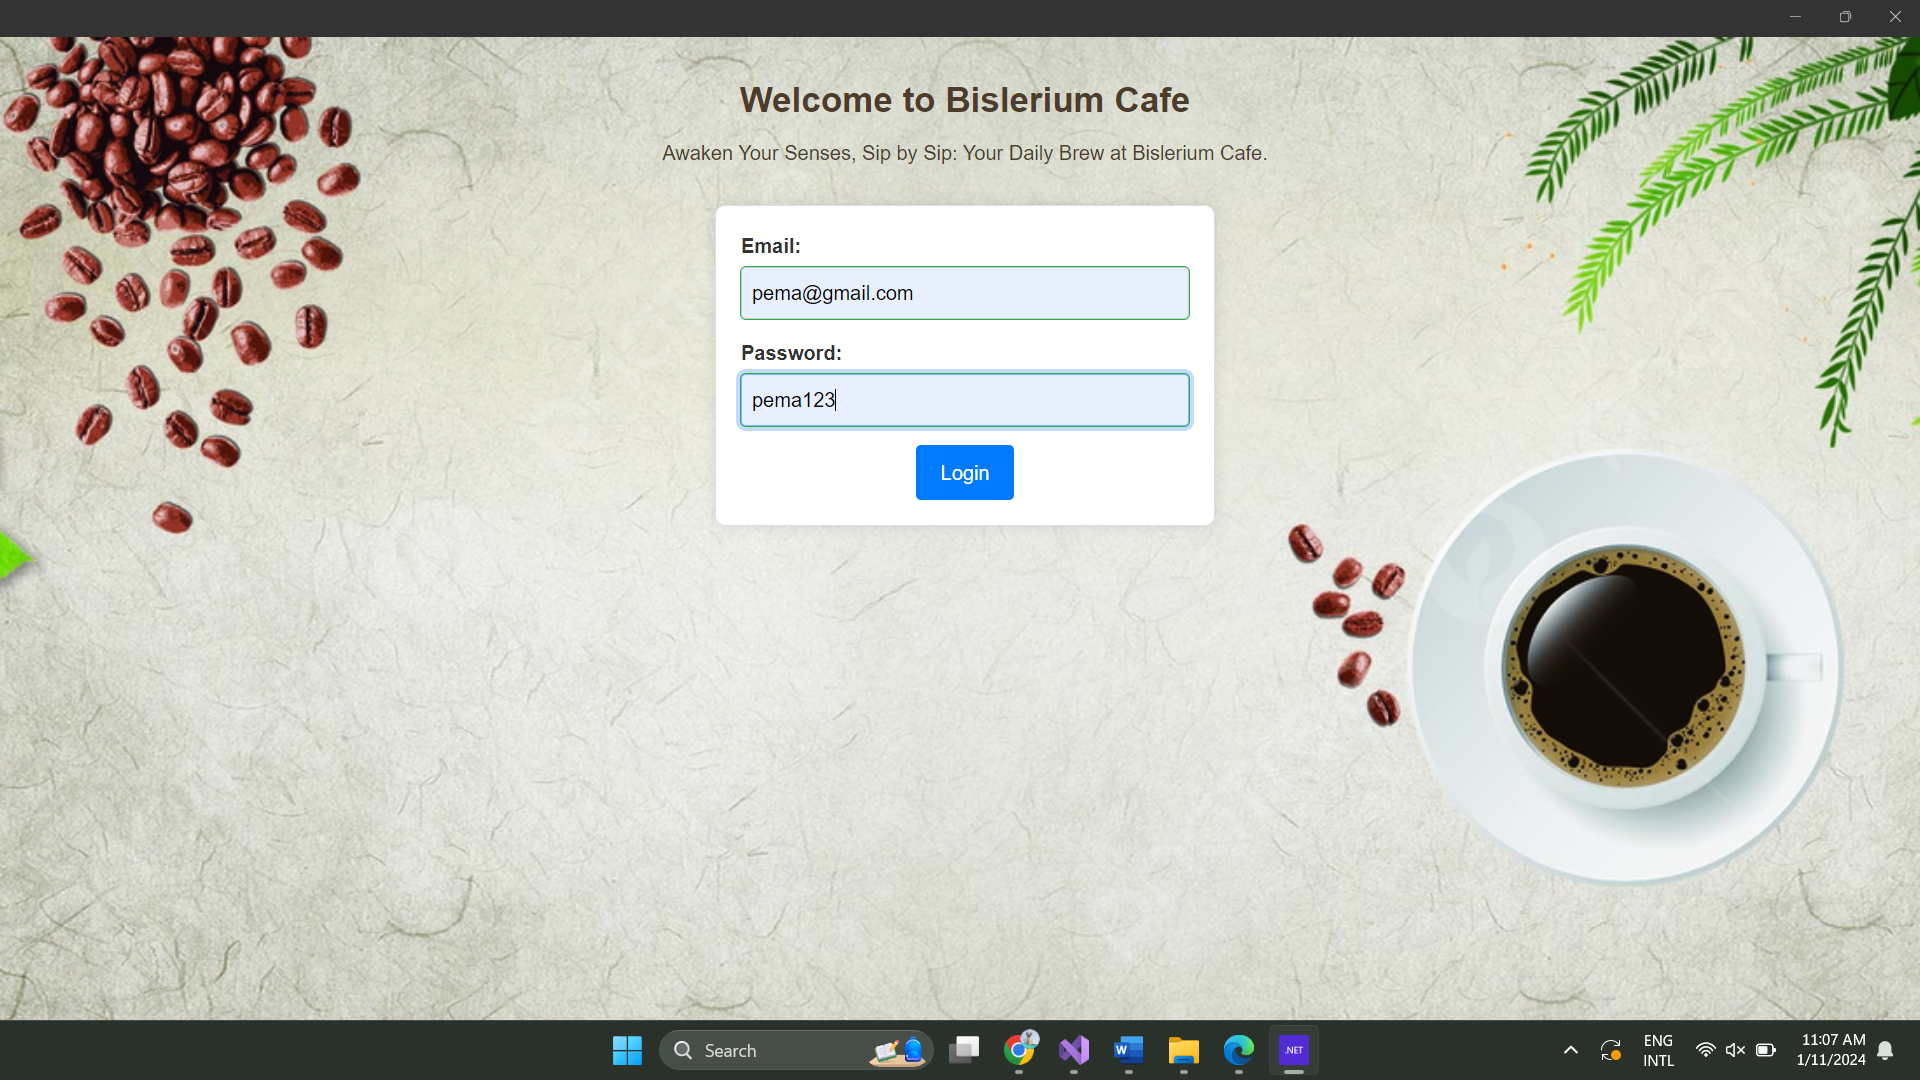 Welcome to Bislerium Cafe
Awaken Your Senses, Sip by Sip: Your Daily Brew at Bislerium Cafe.
Email:
pema@gmail.com
Password:
pema123
Login
Search
W
.NET
ENG
INTL
11:07 AM
1/11/2024